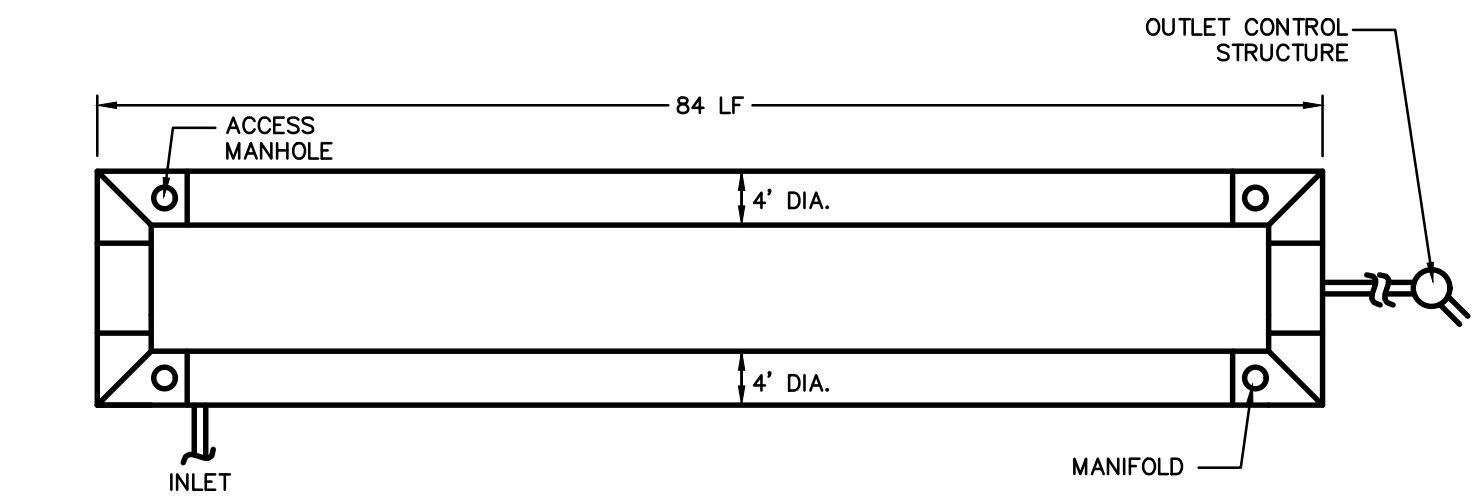 OUTLET CONTROL
STRUCTURE
84 LF
ACCESS
MANHOLE
4' DIA.
4' DIA.
MANIFOLD
INLET